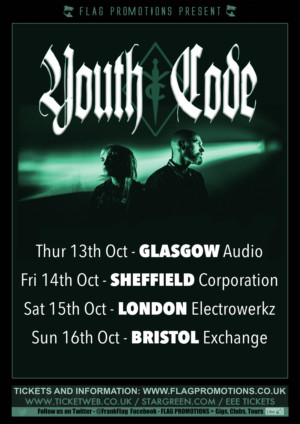 FLAG PROMOTIONS PRESENT
Youth Code
Thur 13th Oct - GLASGOW Audio
Fri 14th Oct - SHEFFIELD Corporation
Sat 15th Oct - LONDON Electrowerkz
Sun 16th Oct - BRISTOL Exchange
TICKETS AND INFORMATION: WWW.FLAGPROMOTIONS.CO.UK
WWW.TICKETWEB.CO.UK / STARGREEN.COM / EEE TICKETS
Follow us on Twitter - @FrankFlag Facebook - FLAG PROMOTIONS - Gigs, Clubs, Tours